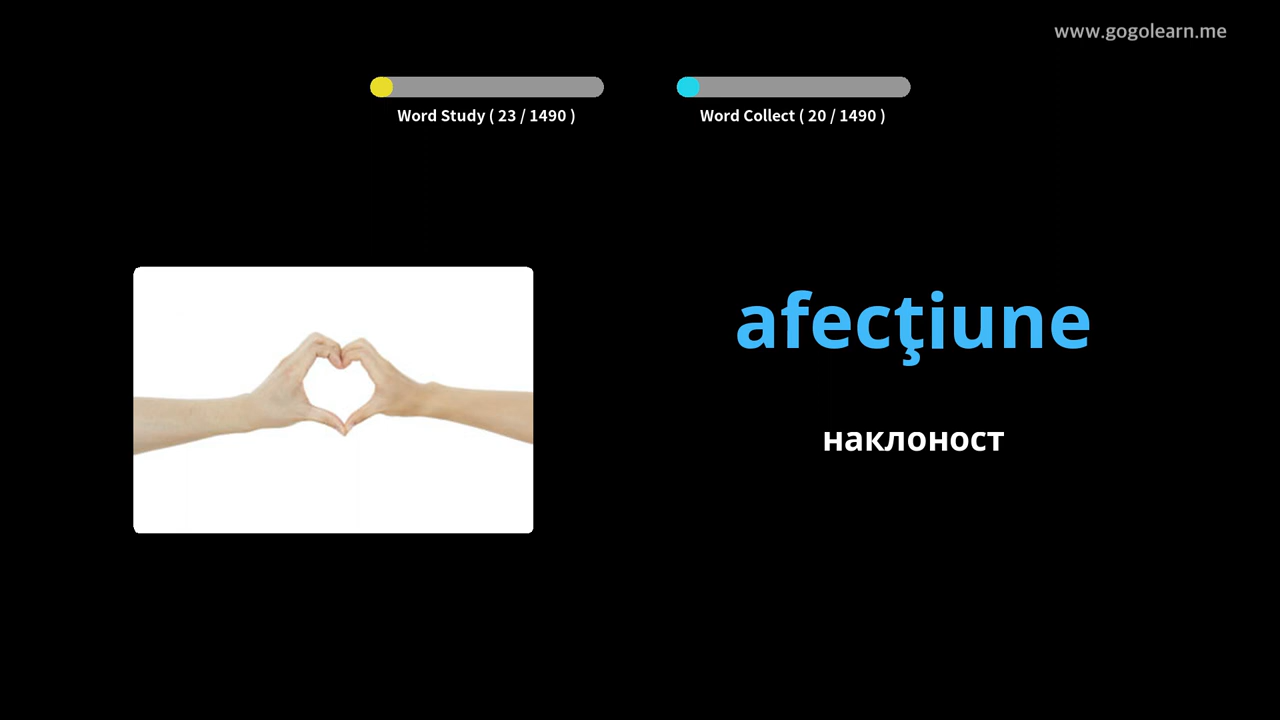 www.gogolearn.me
Word Study ( 23 / 1490 )
Word Collect ( 20 / 1490 )
afecţiune
наклоност